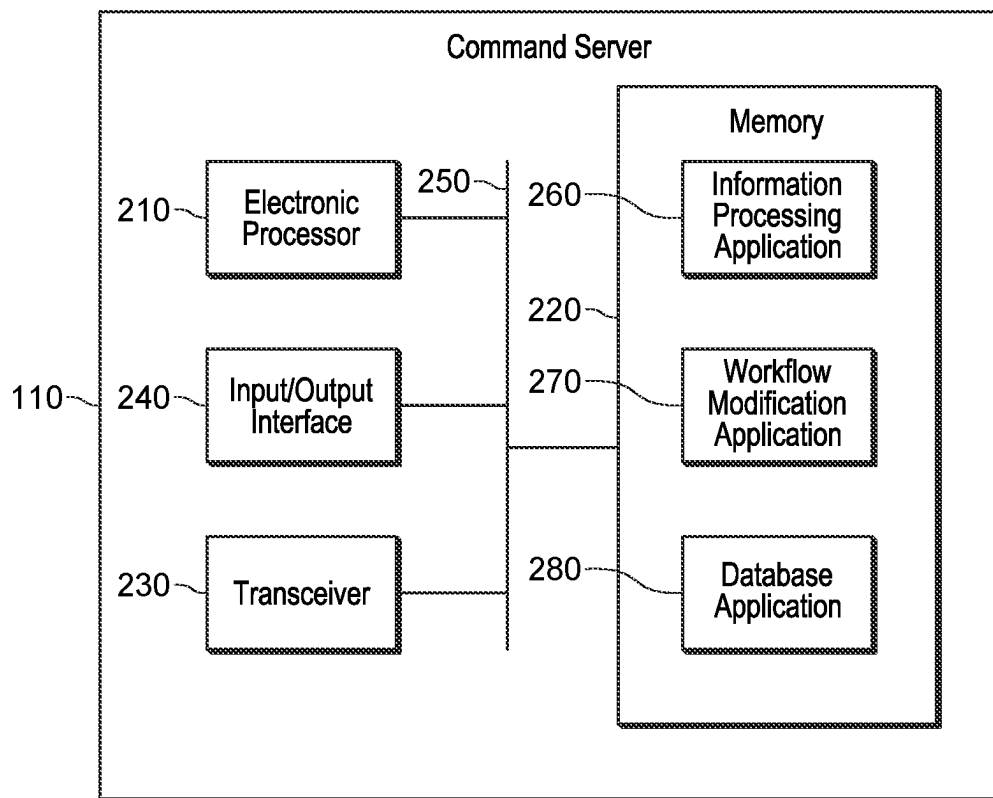 Command Server
Memory
210
Electronic
Processor
250
260
Information
Processing
Application
220
110
240
Input/Output
Interface
270
Workflow
Modification
Application
230
Transceiver
280
Database
Application